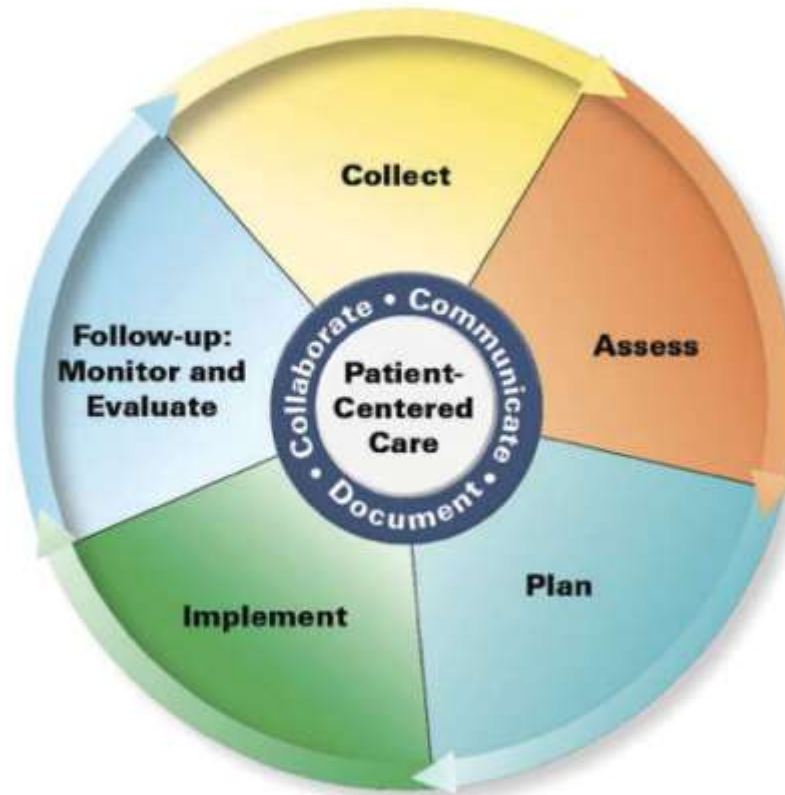 Collect
Assess
Plan
Implement
Follow-up:
Monitor and
Evaluate
Collaborate • Communicate • Document •
Patient-
Centered
Care